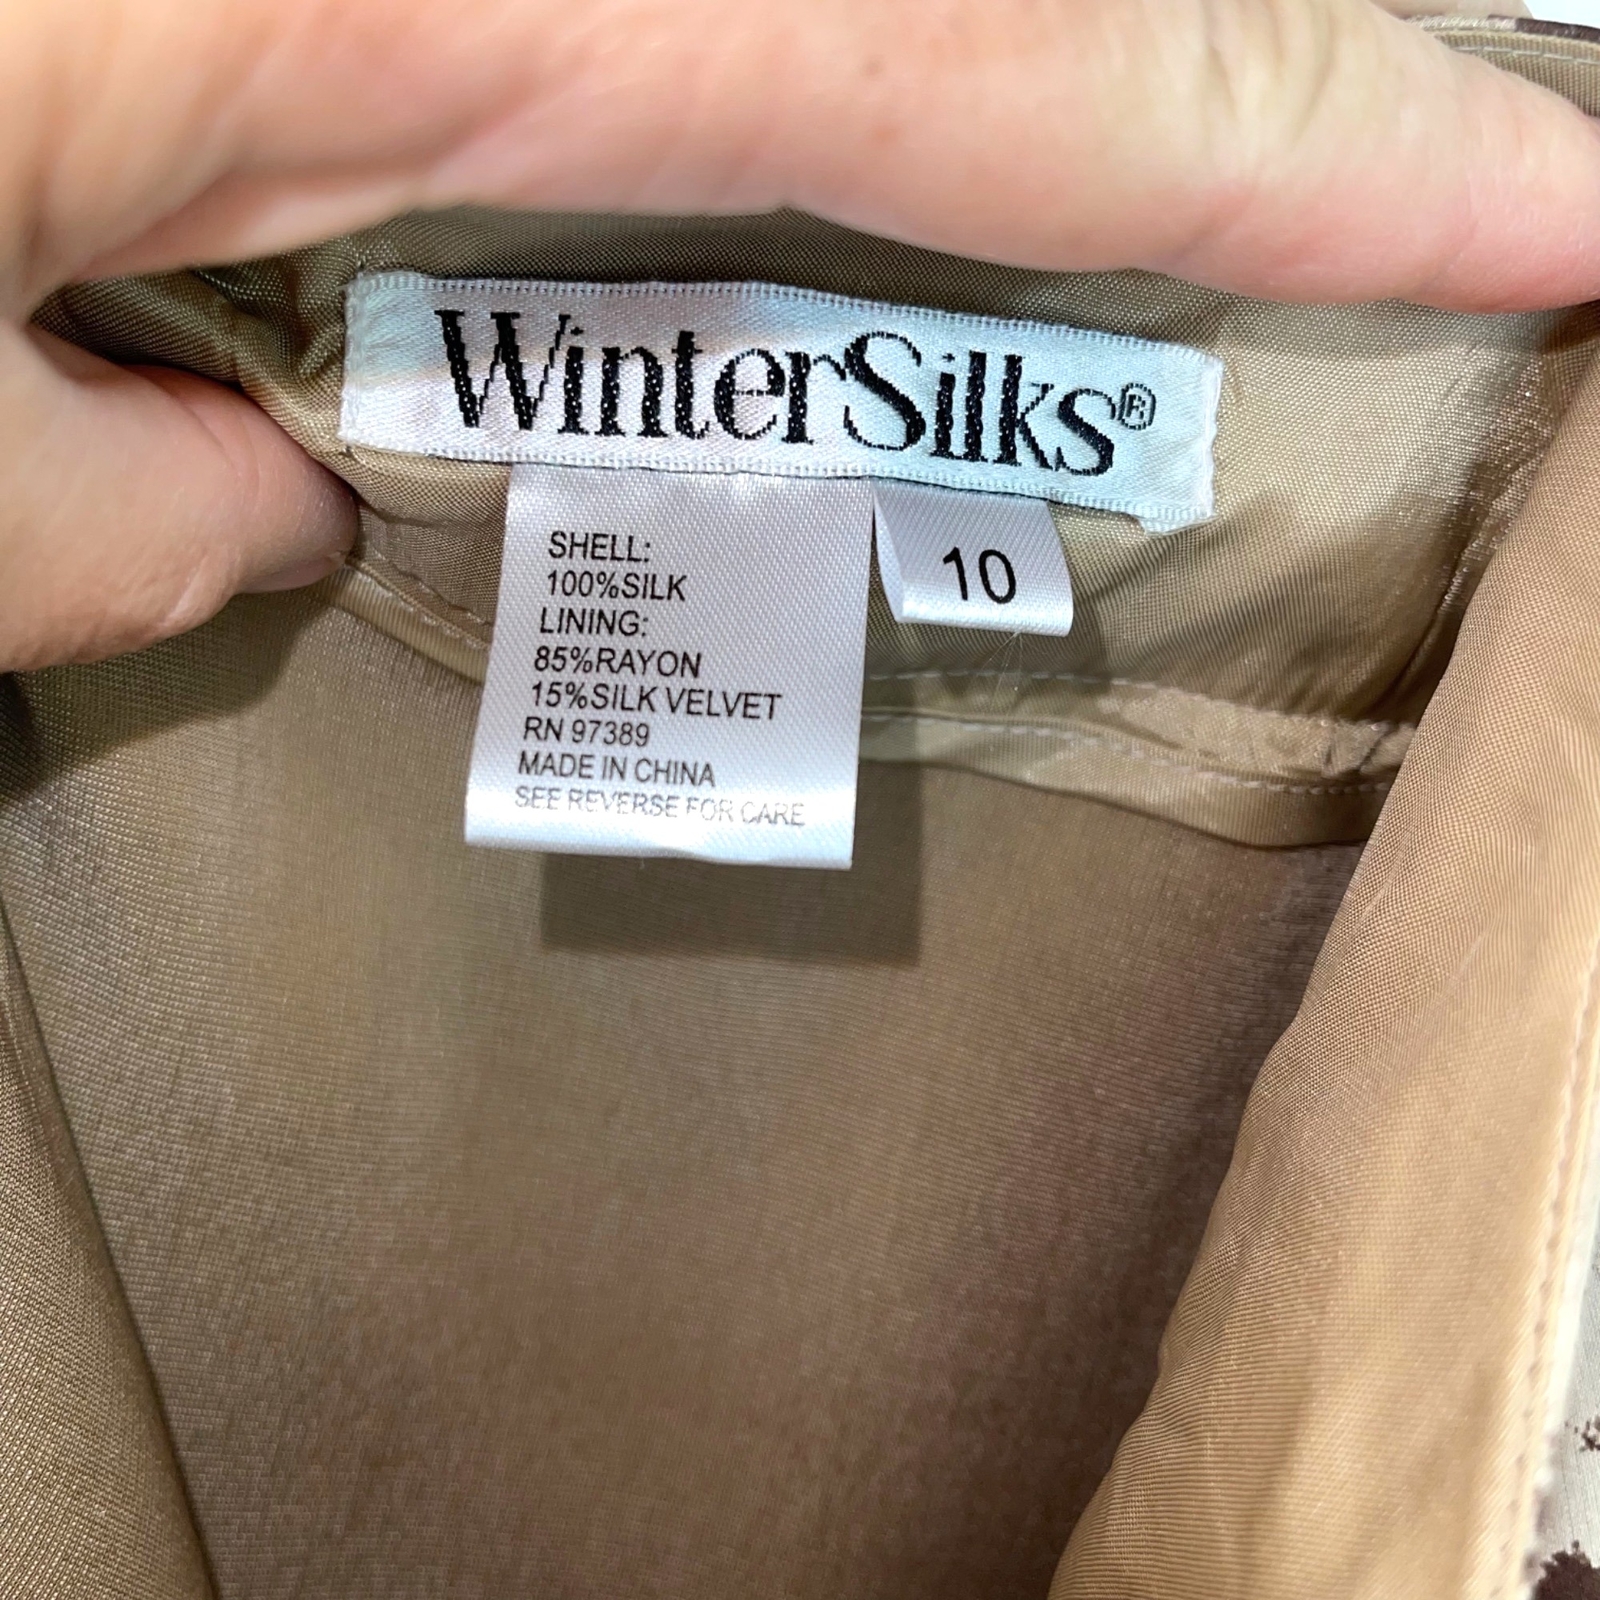 WinterSilks®
10
SHELL:
100%SILK
LINING:
85%RAYON
15%SILK VELVET
RN 97389
MADE IN CHINA
SEE REVERSE FOR CARE